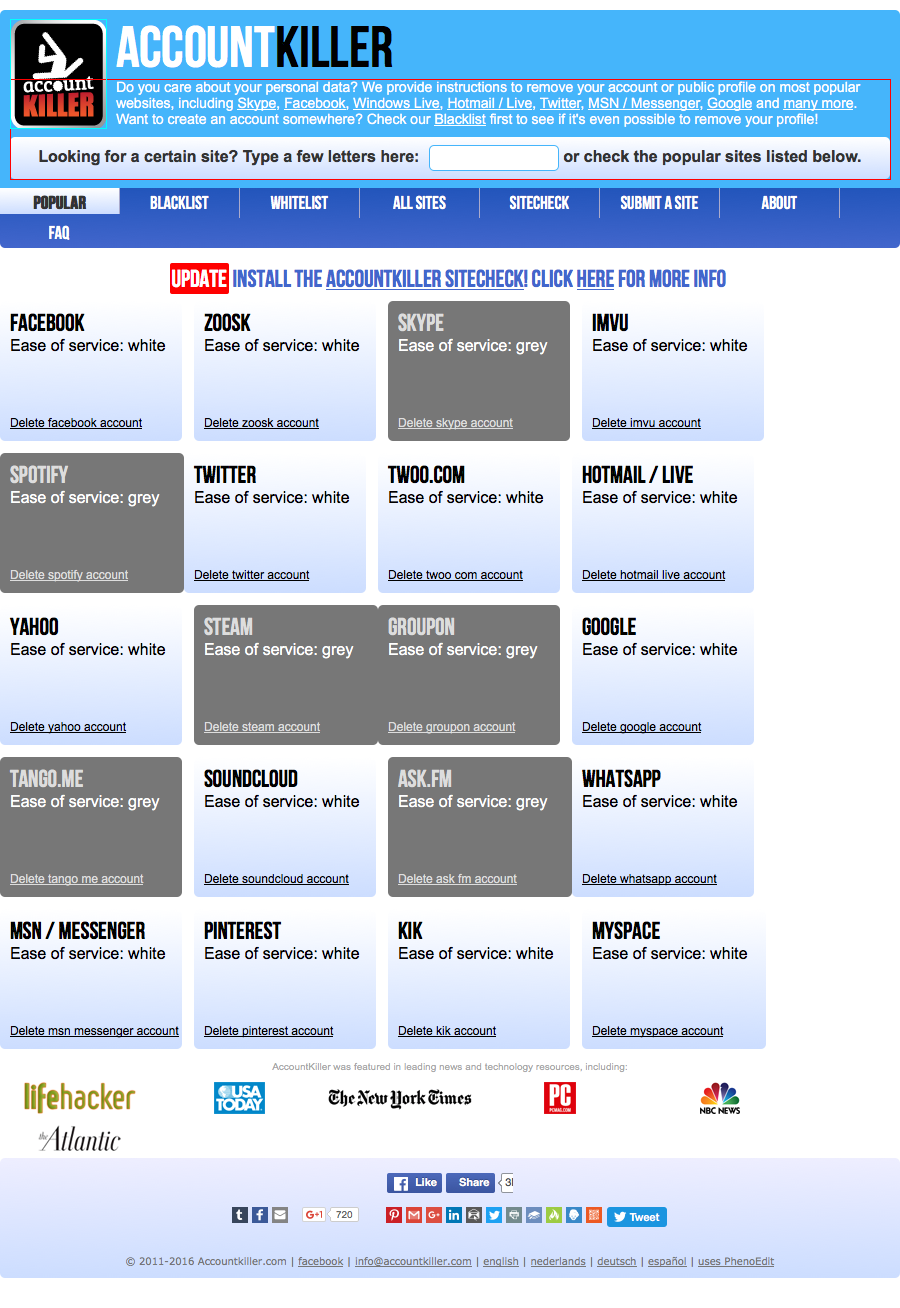 account
KILLER
ACCOUNTKILLER
Do you care about your personal data? We provide instructions to remove your account or public profile on most popular
websites, including Skype, Facebook, Windows Live, Hotmail / Live, Twitter, MSN / Messenger, Google and many more.
Want to create an account somewhere? Check our Blacklist first to see if it's even possible to remove your profile!
Looking for a certain site? Type a few letters here: or check the popular sites listed below.
POPULAR BLACKLIST WHITELIST ALL SITES SITECHECK SUBMIT A SITE ABOUT
FAQ
UPDATE INSTALL THE ACCOUNTKILLER SITECHECK! CLICK HERE FOR MORE INFO
FACEBOOK ZOOSK SKYPE IMVU
Ease of service: white Ease of service: white Ease of service: grey Ease of service: white
Delete facebook account Delete zoosk account Delete skype account Delete imvu account
SPOTIFY TWITTER TWOO.COM HOTMAIL / LIVE
Ease of service: grey Ease of service: white Ease of service: white Ease of service: white
Delete spotify account Delete twitter account Delete twoo com account Delete hotmail live account
YAHOO STEAM GROUPON GOOGLE
Ease of service: white Ease of service: grey Ease of service: grey Ease of service: white
Delete yahoo account Delete steam account Delete groupon account Delete google account
TANGO.ME SOUNDCLOUD ASK.FM WHATSAPP
Ease of service: grey Ease of service: white Ease of service: grey Ease of service: white
Delete tango me account Delete soundcloud account Delete ask fm account Delete whatsapp account
MSN / MESSENGER PINTEREST KIK MYSPACE
Ease of service: white Ease of service: white Ease of service: white Ease of service: white
Delete msn messenger account Delete pinterest account Delete kik account Delete myspace account
AccountKiller was featured in leading news and technology resources, including:
lifehacker USA TODAY The New York Times PC PCMAG.COM NBC NEWS
the Atlantic
Like Share
G+1 720 Tweet
© 2011-2016 Accountkiller.com | facebook | info@accountkiller.com | english | nederlands | deutsch | español | uses PhenoEdit